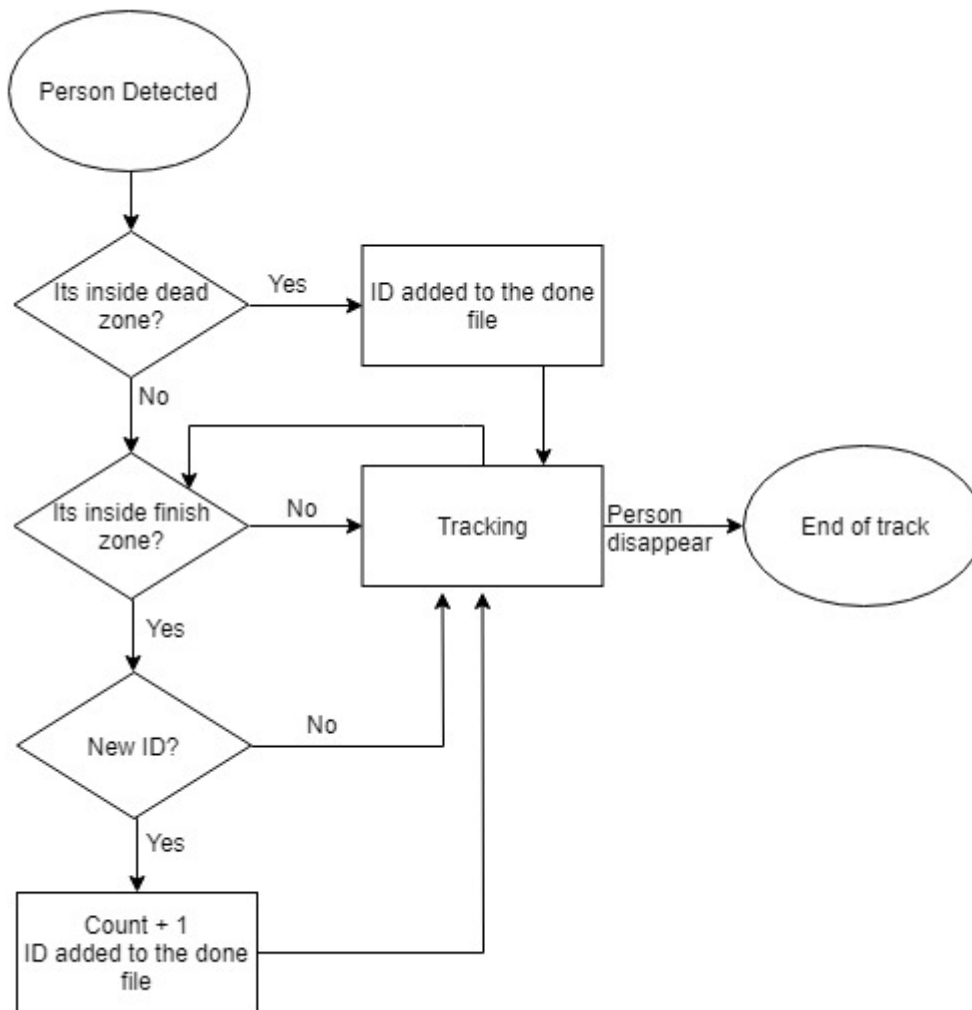 Person Detected
Its inside dead
zone?
Yes
ID added to the done
file
No
Its inside finish
zone?
No
Tracking
Person
disappear
End of track
Yes
New ID?
No
Yes
Count + 1
ID added to the done
file